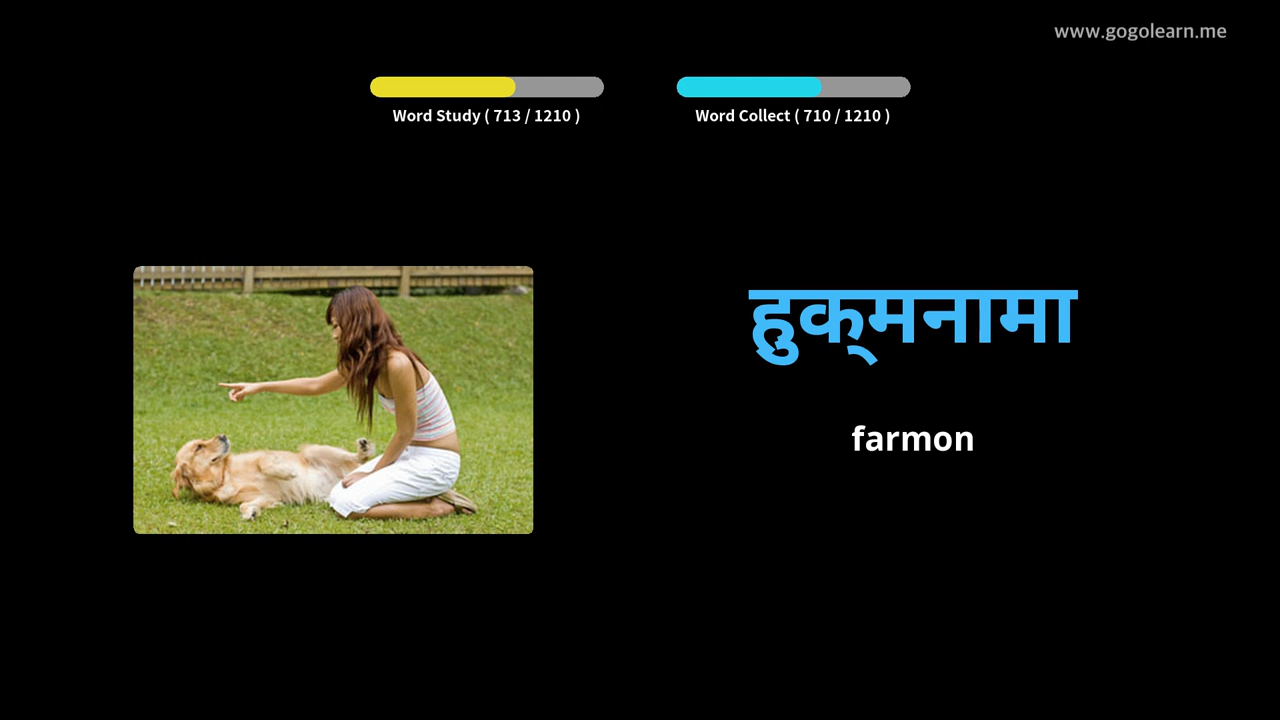 www.gogolearn.me
Word Study ( 713 / 1210 )
Word Collect ( 710 / 1210 )
हुक्‌मनामा
farmon